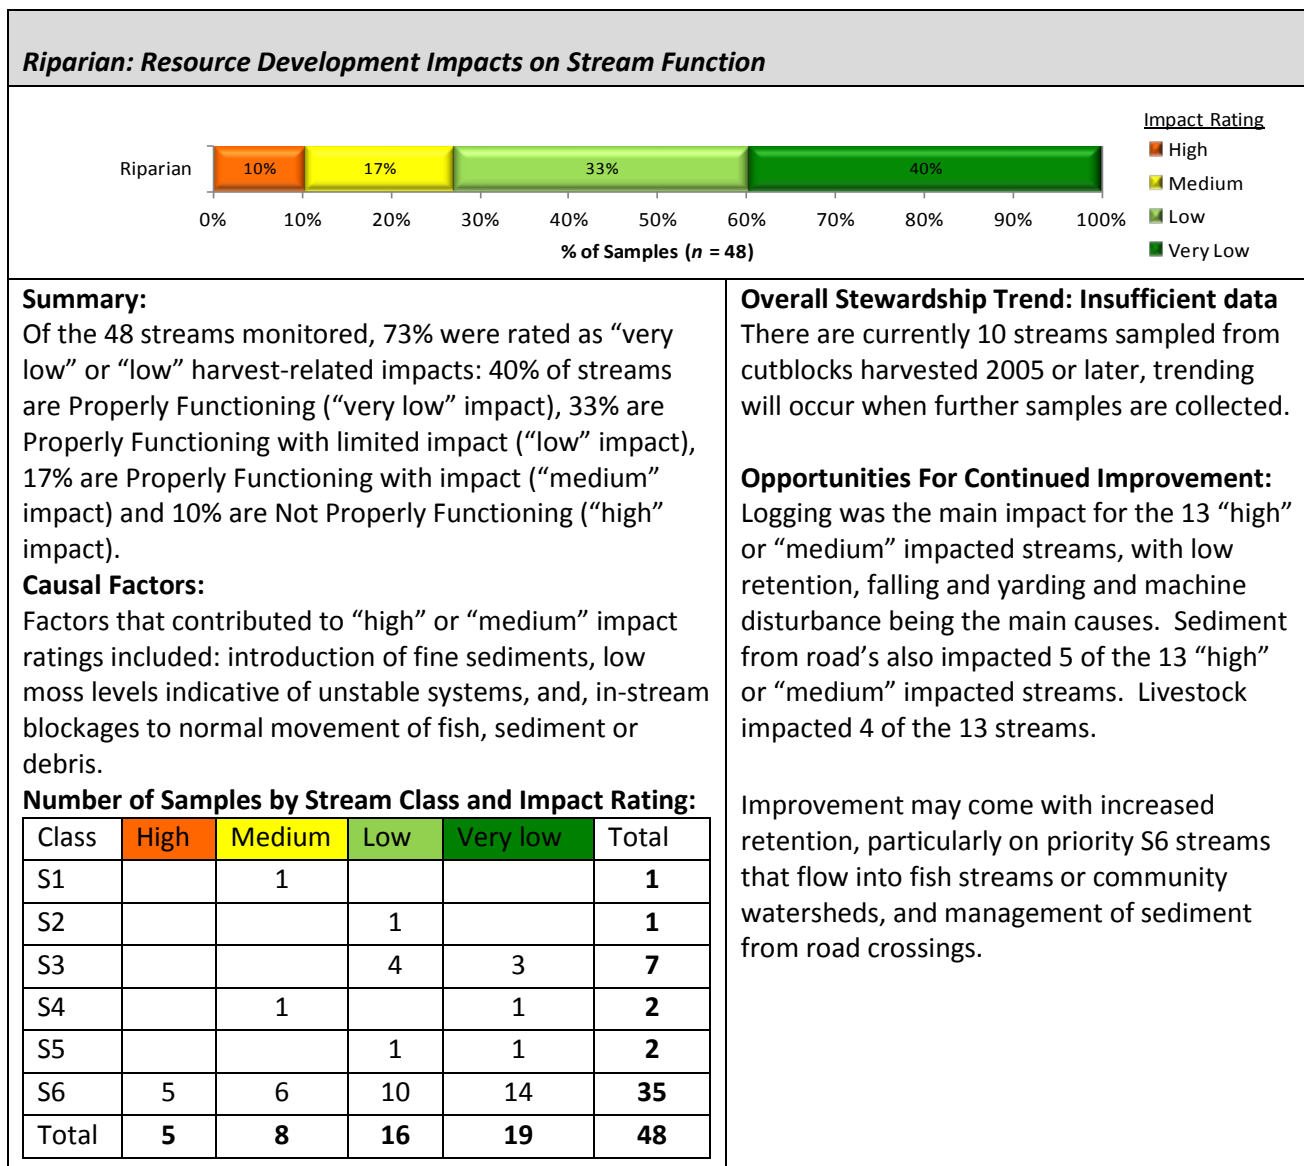 Riparian: Resource Development Impacts on Stream Function
Impact Rating
High
Medium
Low
Very Low
Riparian
10% 17% 33% 40%
0% 10% 20% 30% 40% 50% 60% 70% 80% 90% 100%
% of Samples (n = 48)
Summary:
Of the 48 streams monitored, 73% were rated as “very
low” or “low” harvest-related impacts: 40% of streams
are Properly Functioning (“very low” impact), 33% are
Properly Functioning with limited impact (“low” impact),
17% are Properly Functioning with impact (“medium”
impact) and 10% are Not Properly Functioning (“high”
impact).
Causal Factors:
Factors that contributed to “high” or “medium” impact
ratings included: introduction of fine sediments, low
moss levels indicative of unstable systems, and, in-stream
blockages to normal movement of fish, sediment or
debris.
Number of Samples by Stream Class and Impact Rating:
Class High Medium Low Very low Total
S1 1 1
S2 1 1
S3 4 3 7
S4 1 1 2
S5 1 1 2
S6 5 6 10 14 35
Total 5 8 16 19 48
Overall Stewardship Trend: Insufficient data
There are currently 10 streams sampled from
cutblocks harvested 2005 or later, trending
will occur when further samples are collected.
Opportunities For Continued Improvement:
Logging was the main impact for the 13 “high”
or “medium” impacted streams, with low
retention, falling and yarding and machine
disturbance being the main causes.  Sediment
from road’s also impacted 5 of the 13 “high”
or “medium” impacted streams.  Livestock
impacted 4 of the 13 streams.
Improvement may come with increased
retention, particularly on priority S6 streams
that flow into fish streams or community
watersheds, and management of sediment
from road crossings.